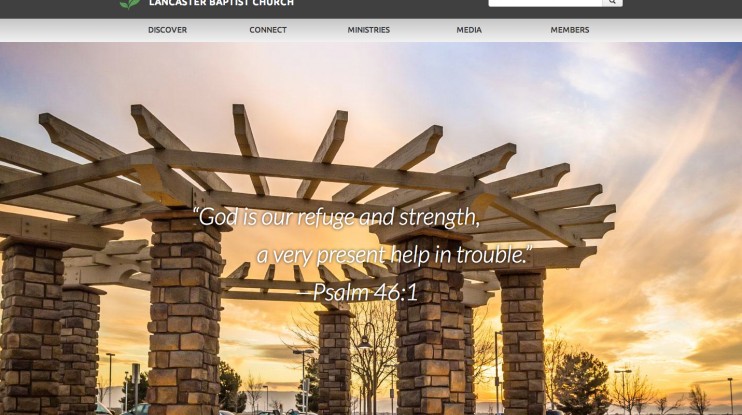 LANCASTER BAPTIST CHURCH
DISCOVER CONNECT MINISTRIES MEDIA MEMBERS
“God is our refuge and strength,
a very present help in trouble.”
Psalm 46:1